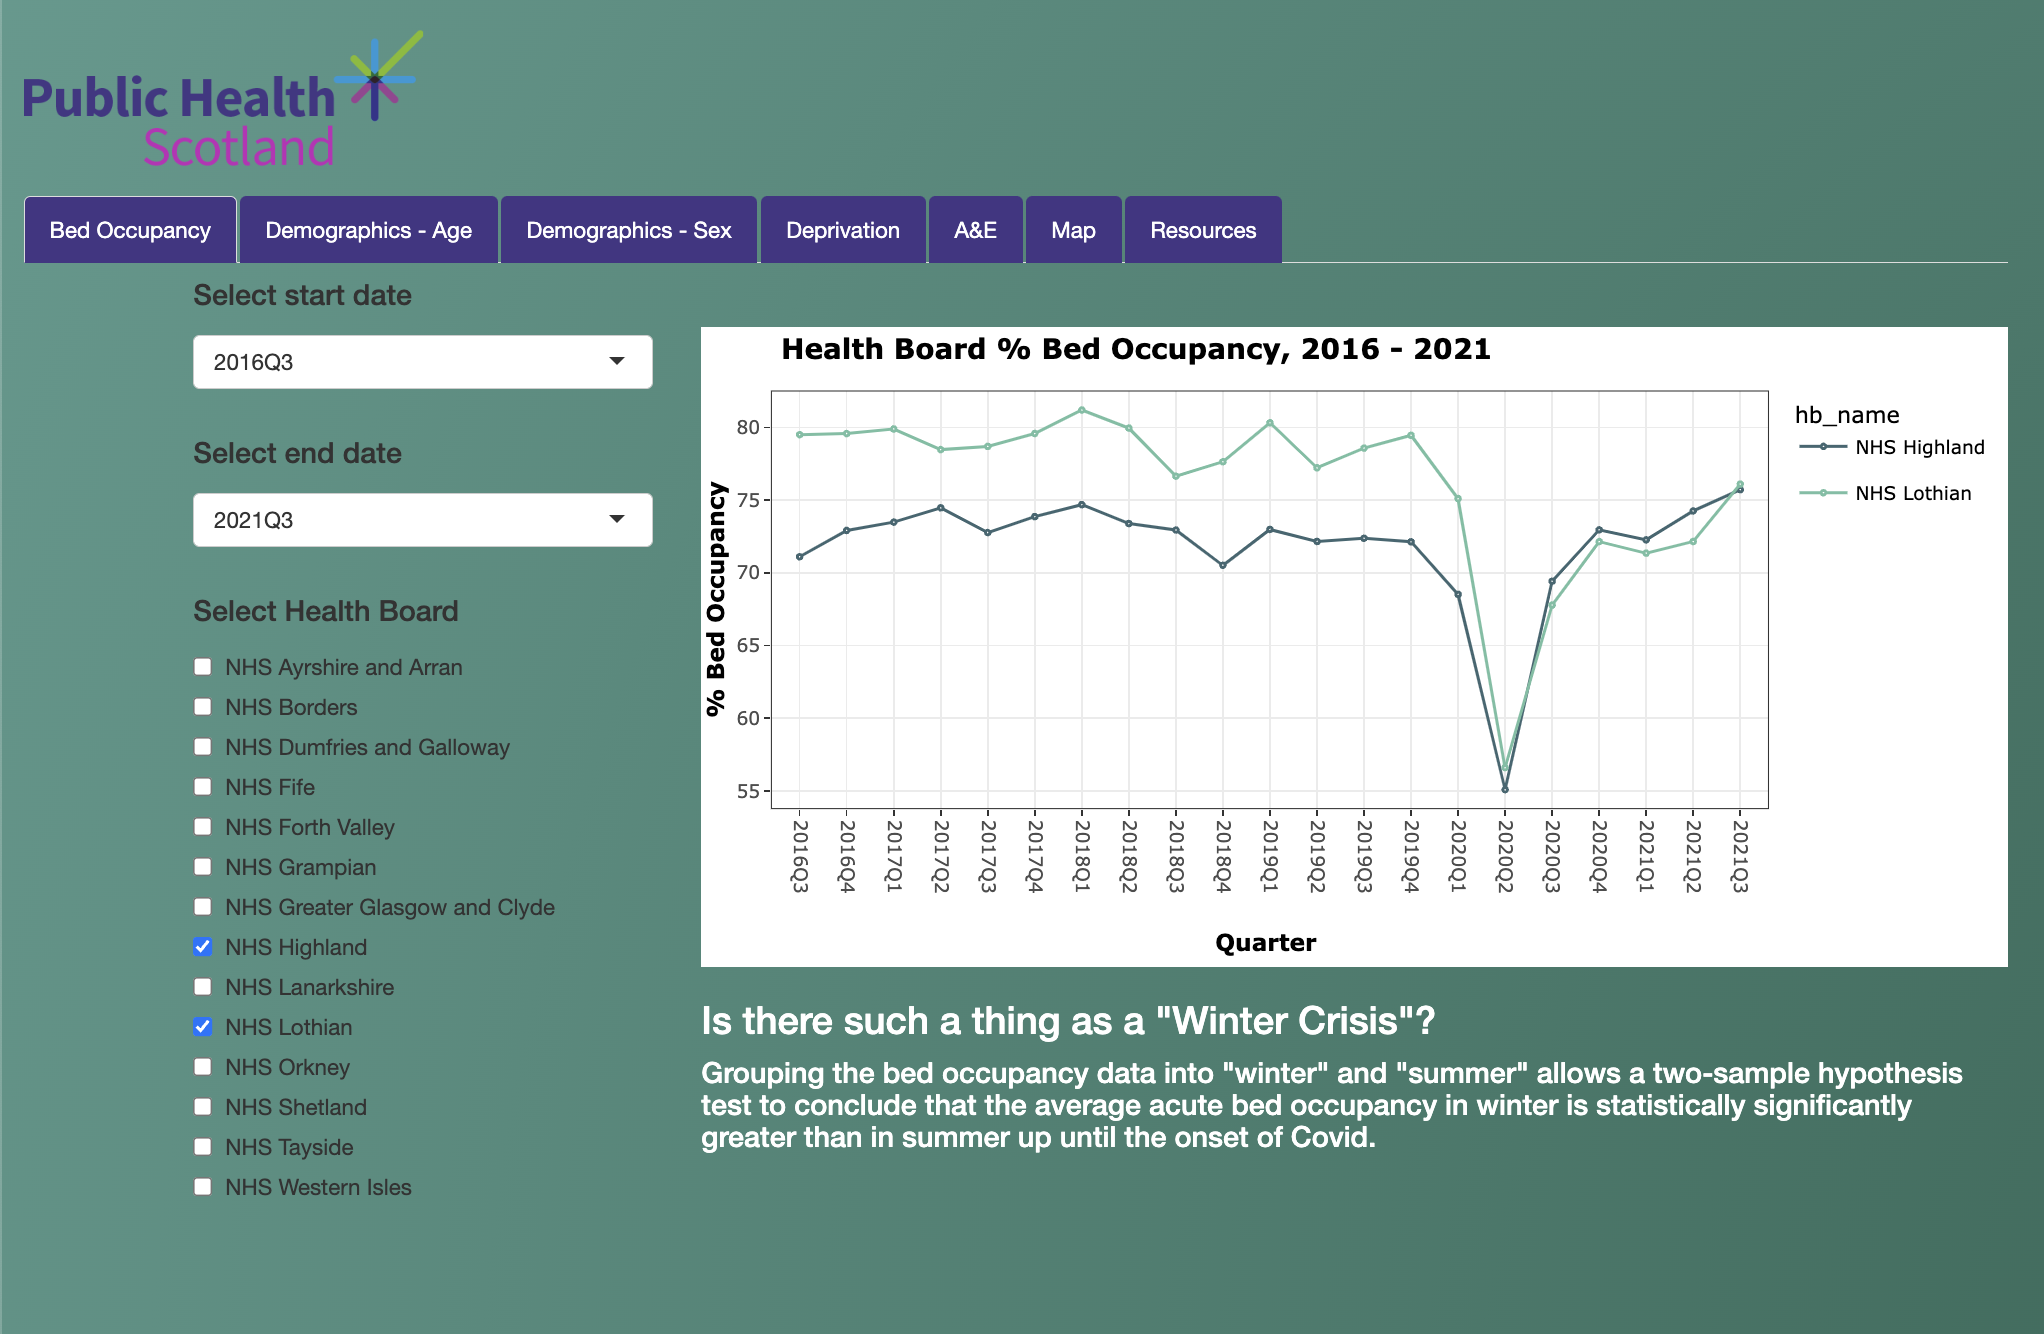 Public Health
Scotland
Bed Occupancy
Demographics - Age
Demographics - Sex
Deprivation
A&E
Map
Resources
Select start date
2016Q3
Select end date
2021Q3
Select Health Board
NHS Ayrshire and Arran
NHS Borders
NHS Dumfries and Galloway
NHS Fife
NHS Forth Valley
NHS Grampian
NHS Greater Glasgow and Clyde
NHS Highland
NHS Lanarkshire
NHS Lothian
NHS Orkney
NHS Shetland
NHS Tayside
NHS Western Isles
Health Board % Bed Occupancy, 2016 - 2021
% Bed Occupancy
80
75
70
65
60
55
2016Q3
2016Q4
2017Q1
2017Q2
2017Q3
2017Q4
2018Q1
2018Q2
2018Q3
2018Q4
2019Q1
2019Q2
2019Q3
2019Q4
2020Q1
2020Q2
2020Q3
2020Q4
2021Q1
2021Q2
2021Q3
Quarter
hb_name
NHS Highland
NHS Lothian
Is there such a thing as a "Winter Crisis"?
Grouping the bed occupancy data into "winter" and "summer" allows a two-sample hypothesis
test to conclude that the average acute bed occupancy in winter is statistically significantly
greater than in summer up until the onset of Covid.